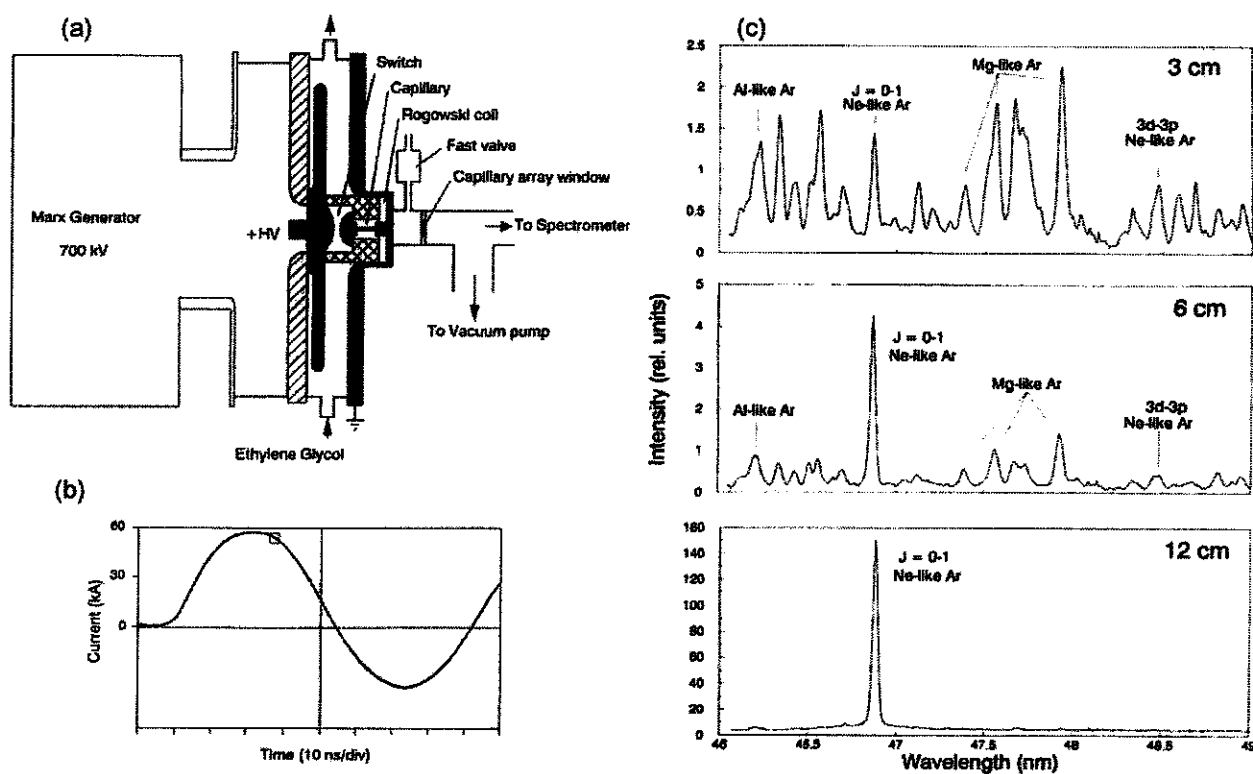 (a)
Switch
Capillary
Rogowski coil
Fast valve
Capillary array window
Marx Generator
700 kV
+HV
To Spectrometer
To Vacuum pump
Ethylene Glycol
(b)
60
30
0
Current (kA)
Time (10 ns/div)
(c)
2.5
2
1.5
1
0.5
0
3 cm
Al-like Ar
J = 0-1
Ne-like Ar
Mg-like Ar
3d-3p
Ne-like Ar
5
4
3
2
1
0
6 cm
J = 0-1
Ne-like Ar
Al-like Ar
Mg-like Ar
3d-3p
Ne-like Ar
Intensity (rel. units)
160
140
120
100
80
60
40
20
0
12 cm
J = 0-1
Ne-like Ar
46
46.5
47
47.5
48
48.5
Wavelength (nm)